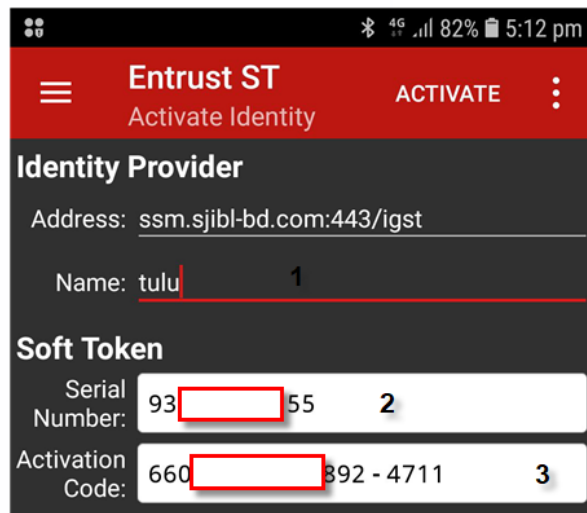 4G 82% 5:12 pm
Entrust ST
ACTIVATE
Activate Identity
Identity Provider
Address: ssm.sjibl-bd.com:443/igst
Name: tulu 1
Soft Token
Serial Number: 93 55 2
Activation Code: 660 892 - 4711 3